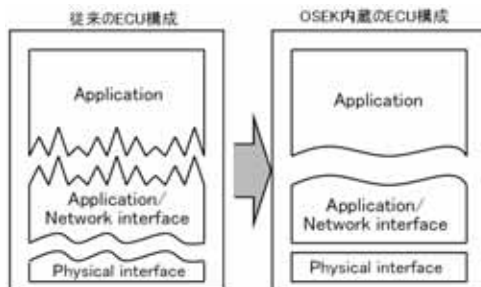 従来のECU構成
Application
Application/
Network interface
Physical interface
OSEK内蔵のECU構成
Application
Application/
Network interface
Physical interface